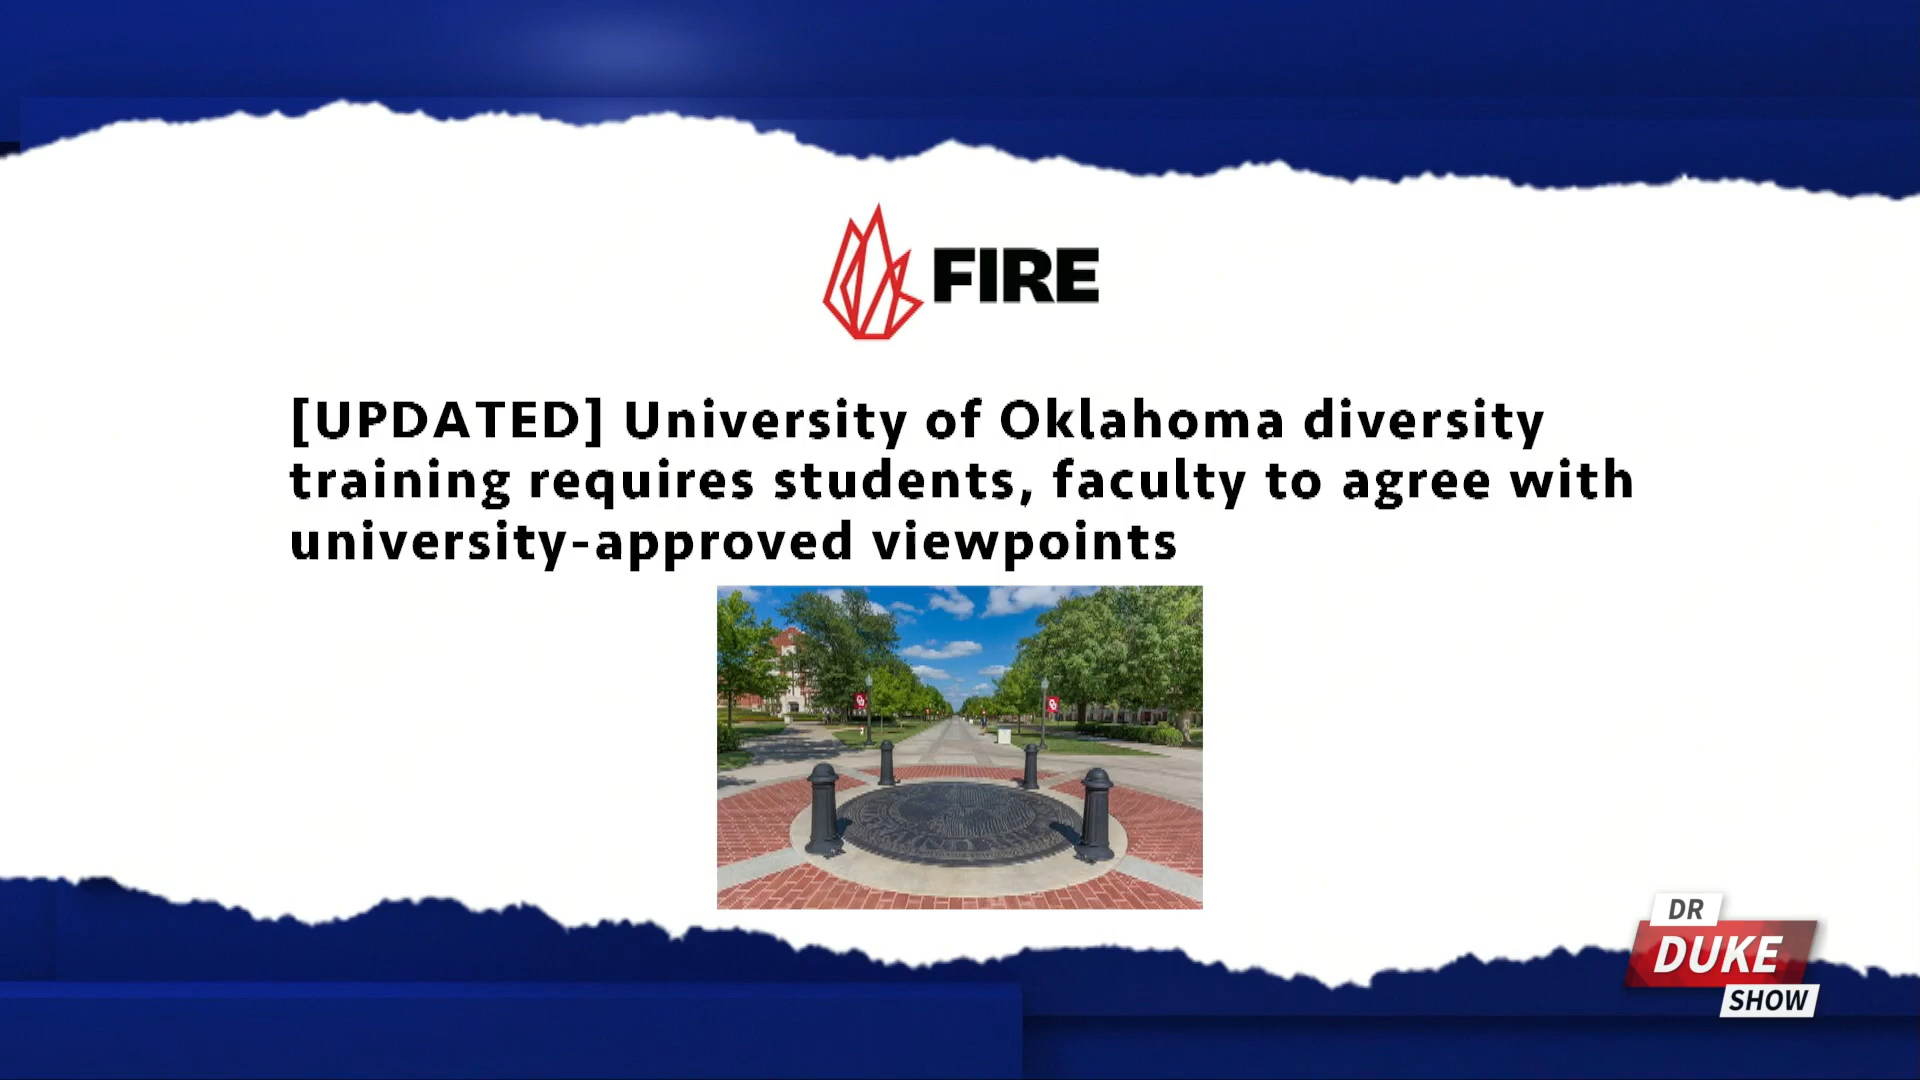 FIRE
[UPDATED] University of Oklahoma diversity
training requires students, faculty to agree with
university-approved viewpoints
DR
DUKE
SHOW